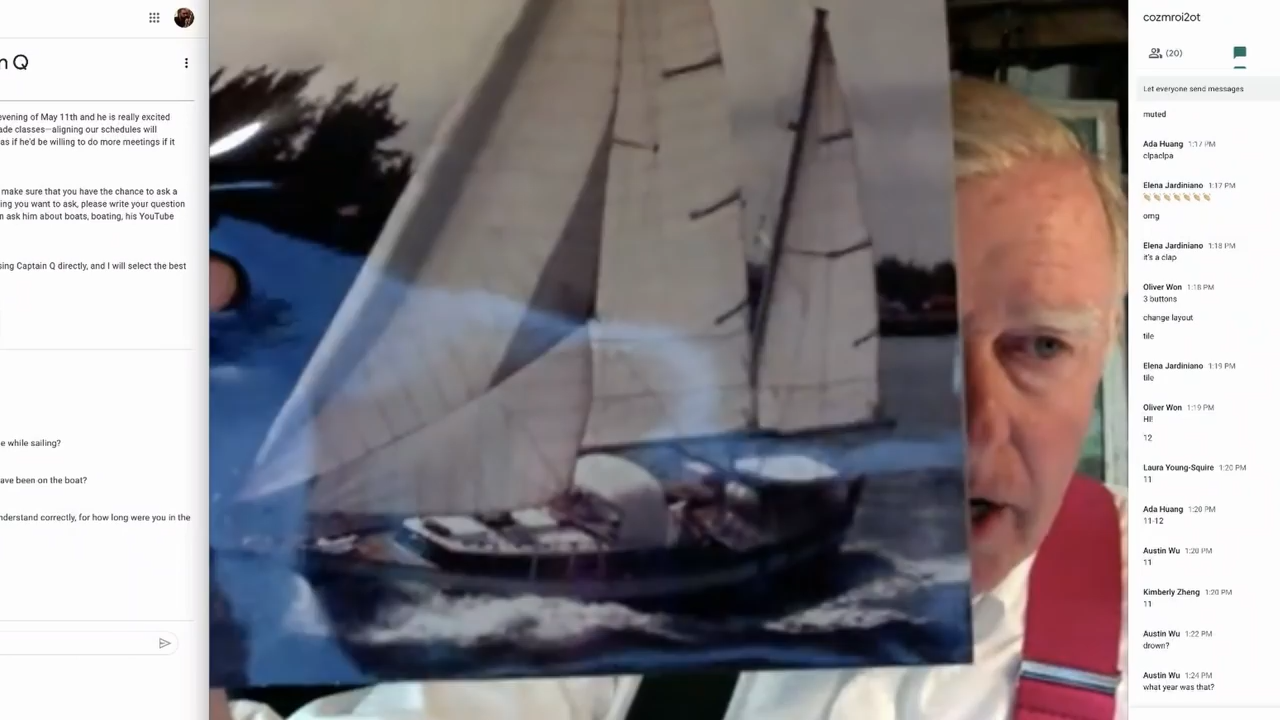 n Q
evening of May 11th and he is really excited
ade classes—aligning our schedules will
as if he'd be willing to do more meetings if it
make sure that you have the chance to ask a
ing you want to ask, please write your question
n ask him about boats, boating, his YouTube
sing Captain Q directly, and I will select the best
e while sailing?
ave been on the boat?
nderstand correctly, for how long were you in the
cozmroi2ot
(20)
Let everyone send messages
muted
Ada Huang 1:17 PM
clpaclpa
Elena Jardiniano 1:17 PM
omg
Elena Jardiniano 1:18 PM
it's a clap
Oliver Won 1:18 PM
3 buttons
change layout
tile
Elena Jardiniano 1:19 PM
tile
Oliver Won 1:19 PM
HI!
12
Laura Young-Squire 1:20 PM
11
Ada Huang 1:20 PM
11-12
Austin Wu 1:20 PM
11
Kimberly Zheng 1:20 PM
11
Austin Wu 1:22 PM
drown?
Austin Wu 1:24 PM
what year was that?